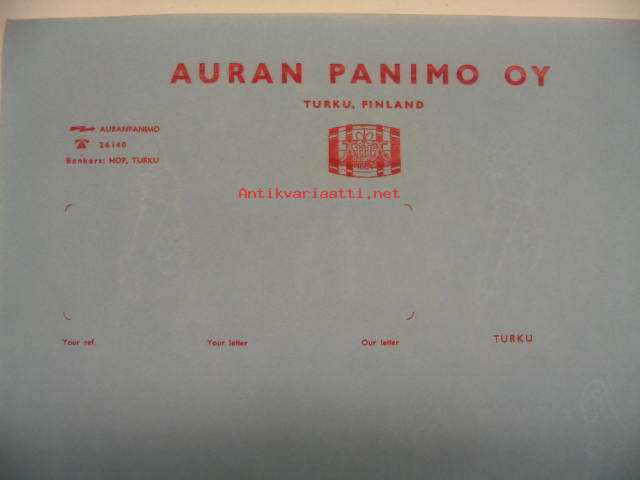 AURAN PANIMO OY
TURKU, FINLAND
AURANPANIMO
26140
Bankers: HOP, TURKU
Antikvariaatti.net
Your ref.
Your letter
Our letter
TURKU